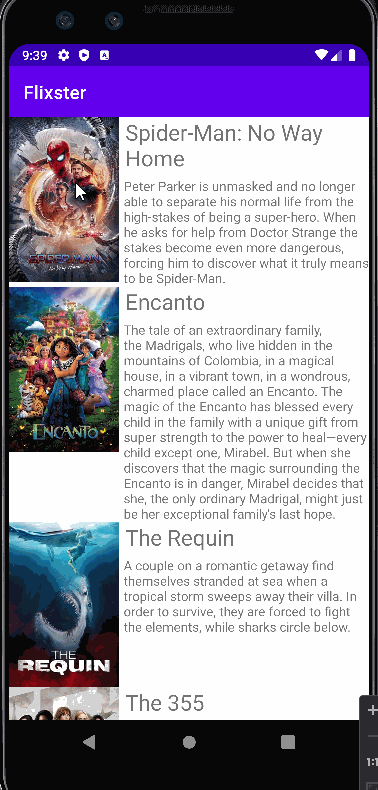 9:39
A
Flixster
Spider-Man: No Way
Home
Peter Parker is unmasked and no longer
able to separate his normal life from the
high-stakes of being a super-hero. When
he asks for help from Doctor Strange the
stakes become even more dangerous,
forcing him to discover what it truly means
to be Spider-Man.
SPIDER-MAN
No Way Home
Encanto
The tale of an extraordinary family,
the Madrigals, who live hidden in the
mountains of Colombia, in a magical
house, in a vibrant town, in a wondrous,
charmed place called an Encanto. The
magic of the Encanto has blessed every
child in the family with a unique gift from
super strength to the power to heal—every
child except one, Mirabel. But when she
discovers that the magic surrounding the
Encanto is in danger, Mirabel decides that
she, the only ordinary Madrigal, might just
be her exceptional family's last hope.
ENCANTO
The Requin
A couple on a romantic getaway find
themselves stranded at sea when a
tropical storm sweeps away their villa. In
order to survive, they are forced to fight
the elements, while sharks circle below.
THE
REQUIN
The 355
+
1:1